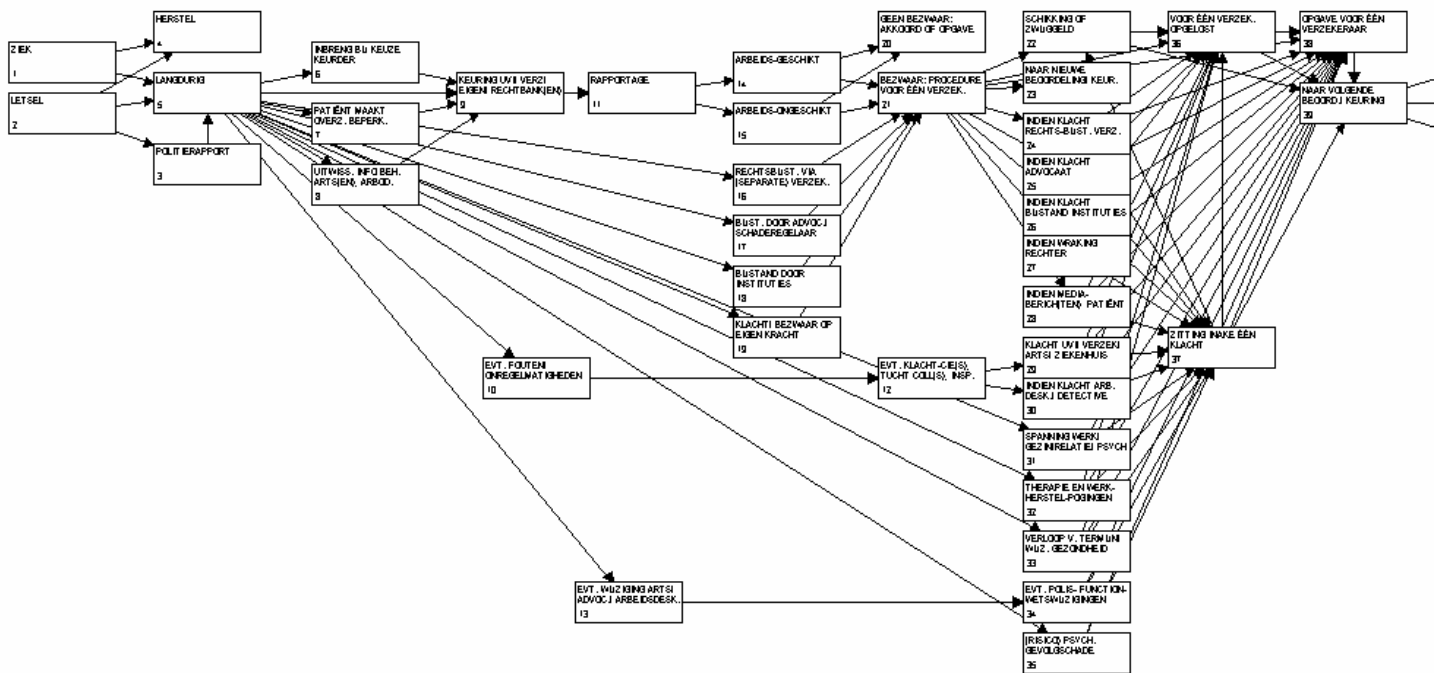 ZIEK
1
LETSEL
2
HERSTEL
4
LANGDURIG
5
POLITIERAPPORT
3
INBRENG BIJ KEUZE
KEURDER
6
PATIËNT MAAKT
OVERZ. BEPERK.
7
UITWISS. INFO BEH.
ARTS(EN), ARBOD.
8
KEURING UVI/ VERZ/
EIGEN/ RECHTBANK(EN)
9
EVT. FOUTEN/
ONREGELMATIGHEDEN
10
RAPPORTAGE
11
EVT. WIJZIGING ARTS/
ADVOC./ ARBEIDSDESK.
13
ARBEIDS-GESCHIKT
14
ARBEIDS-ONGESCHIKT
15
RECHTSBIJST. VIA
(SEPARATE) VERZEK.
16
BIJST. DOOR ADVOC./
SCHADEREGELAAR
17
BIJSTAND DOOR
INSTITUTIES
18
KLACHT/ BEZWAAR OP
EIGEN KRACHT
19
GEEN BEZWAAR:
AKKOORD OF OPGAVE
20
BEZWAAR: PROCEDURE
VOOR ÉÉN VERZEK.
21
EVT. KLACHT-CIE(S),
TUCHT COLL(S), INSP.
12
SCHIKKING OF
ZWIJGGELD
22
NAAR NIEUWE
BEOORDELING/ KEUR.
23
INDIEN KLACHT
RECHTS-BIJST. VERZ.
24
INDIEN KLACHT
ADVOCAAT
25
INDIEN KLACHT
BIJSTAND INSTITUTIES
26
INDIEN WRAKING
RECHTER
27
INDIEN MEDIA-
BERICH(TEN) PATIËNT
28
KLACHT UVI/ VERZEK/
ARTS/ ZIEKENHUIS
29
INDIEN KLACHT ARB.
DESK./ DETECTIVE
30
SPANNING WERK/
GEZIN/RELATIE/ PSYCH
31
THERAPIE EN WERK-
HERSTEL-POGINGEN
32
VERLOOP V. TERMIJN/
WIJZ. GEZONDHEID
33
EVT. POLIS- FUNCTION-
WETSWIJZIGINGEN
34
(RISICO) PSYCH.
GEVOLGSCHADE
35
VOOR ÉÉN VERZEK.
OPGELOST
36
ZITTING INAKE ÉÉN
KLACHT
37
OPGAVE VOOR ÉÉN
VERZEKERAAR
38
NAAR VOLGENDE
BEOORD./ KEURING
39